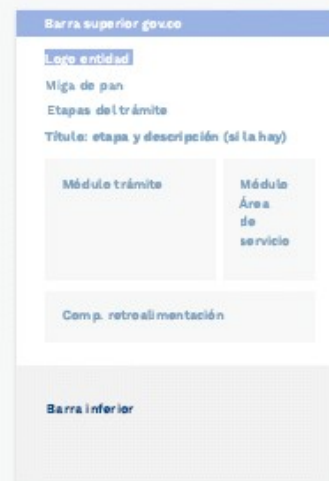 Barra superior gov.co
Logo entidad
Miga de pan
Etapas del trámite
Título: etapa y descripción (si la hay)
Módulo trámite
Módulo
Área
de
servicio
Comp. retroalimentación
Barra inferior